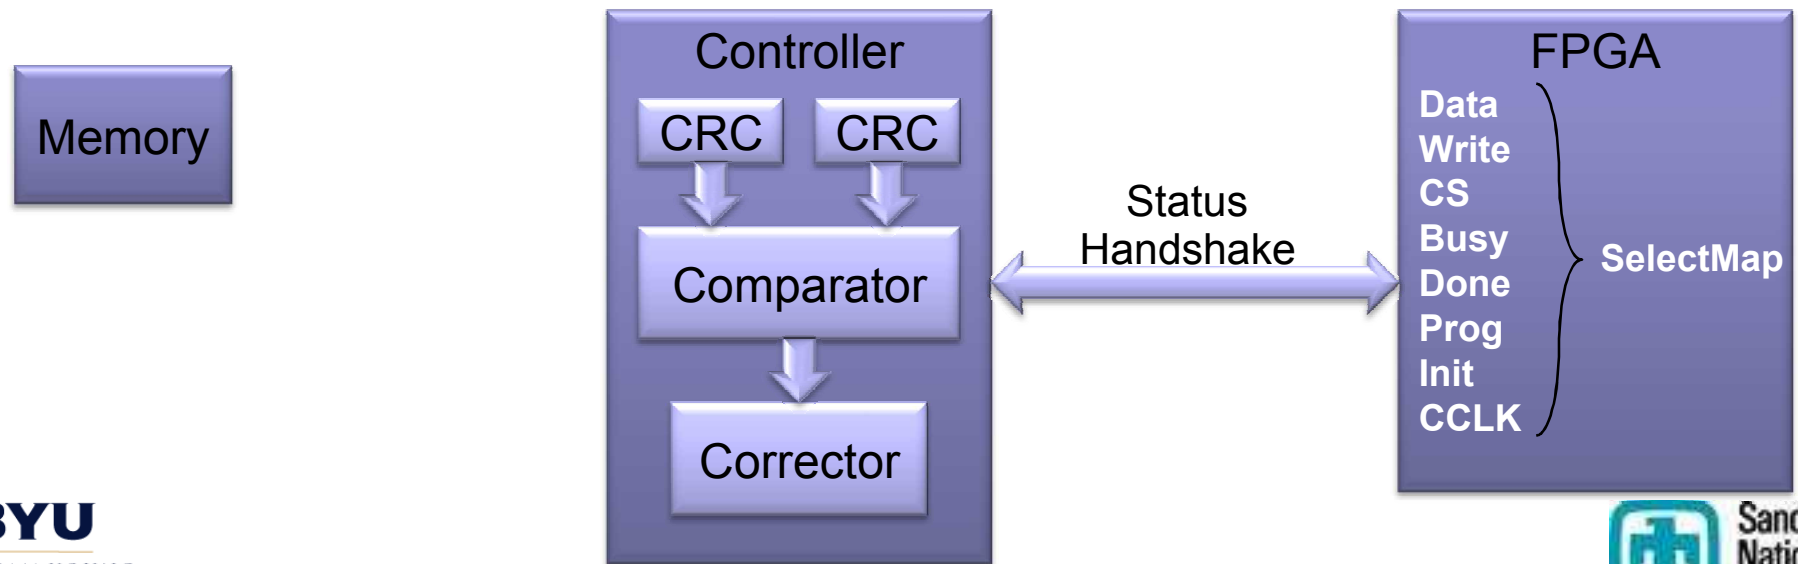 Memory
Controller
CRC
CRC
Comparator
Corrector
Status
Handshake
FPGA
Data
Write
CS
Busy
Done
Prog
Init
CCLK
SelectMap
BYU